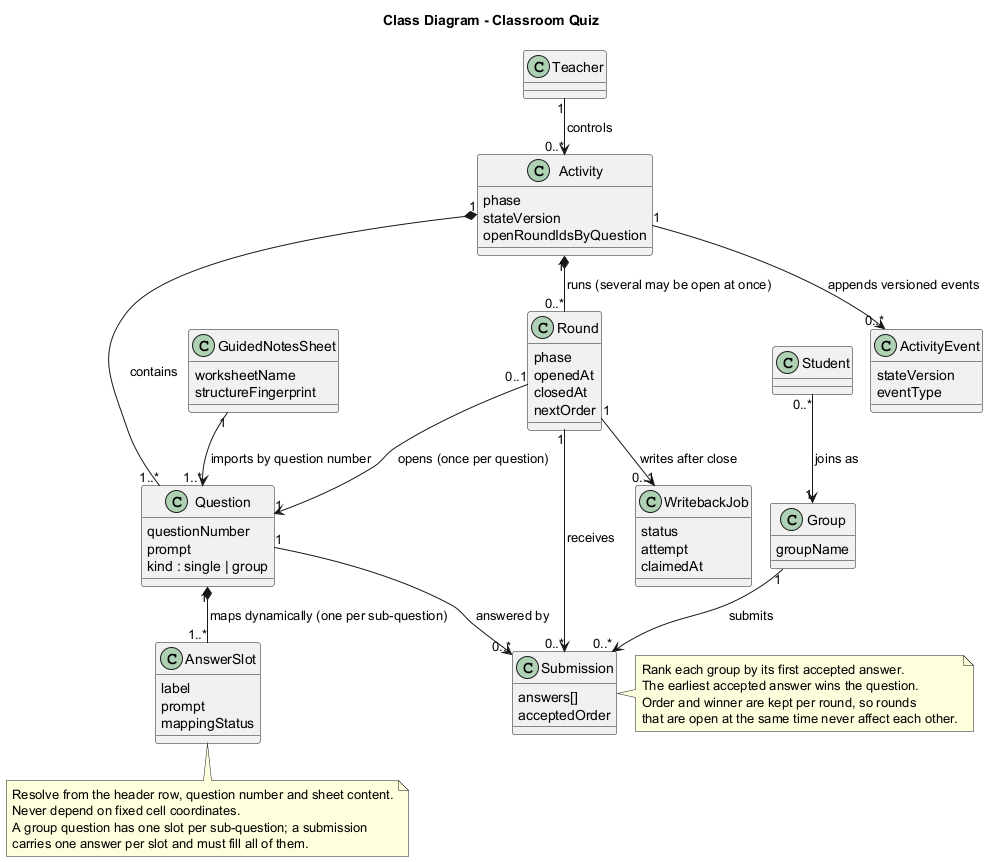 Class Diagram - Classroom Quiz
C Teacher
1
controls
0..*
C Activity
phase
stateVersion
openRoundIdsByQuestion
1
1
1
runs (several may be open at once)
0..*
appends versioned events
0..*
contains
C GuidedNotesSheet
worksheetName
structureFingerprint
1
imports by question number
1..*
1..*
C Round
phase
openedAt
closedAt
nextOrder
0..1
opens (once per question)
1
1
writes after close
0..1
1
receives
0..*
C Student
0..*
joins as
1
C ActivityEvent
stateVersion
eventType
C Question
questionNumber
prompt
kind : single | group
1
answered by
0..*
1
maps dynamically (one per sub-question)
1..*
C WritebackJob
status
attempt
claimedAt
C Group
groupName
1
submits
0..*
C AnswerSlot
label
prompt
mappingStatus
C Submission
answers[]
acceptedOrder
Rank each group by its first accepted answer.
The earliest accepted answer wins the question.
Order and winner are kept per round, so rounds
that are open at the same time never affect each other.
Resolve from the header row, question number and sheet content.
Never depend on fixed cell coordinates.
A group question has one slot per sub-question; a submission
carries one answer per slot and must fill all of them.